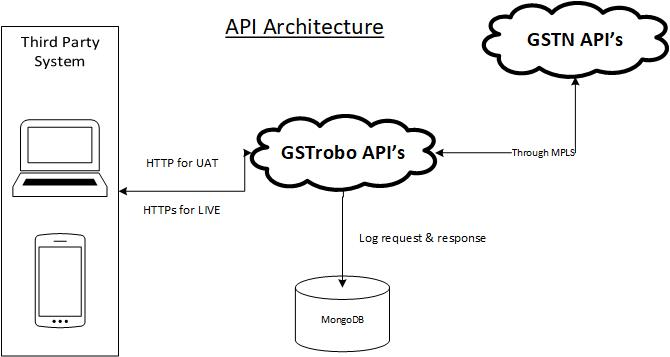 API Architecture
Third Party
System
GSTN API's
GSTrobo API's
HTTP for UAT
HTTPs for LIVE
Through MPLS
Log request & response
MongoDB